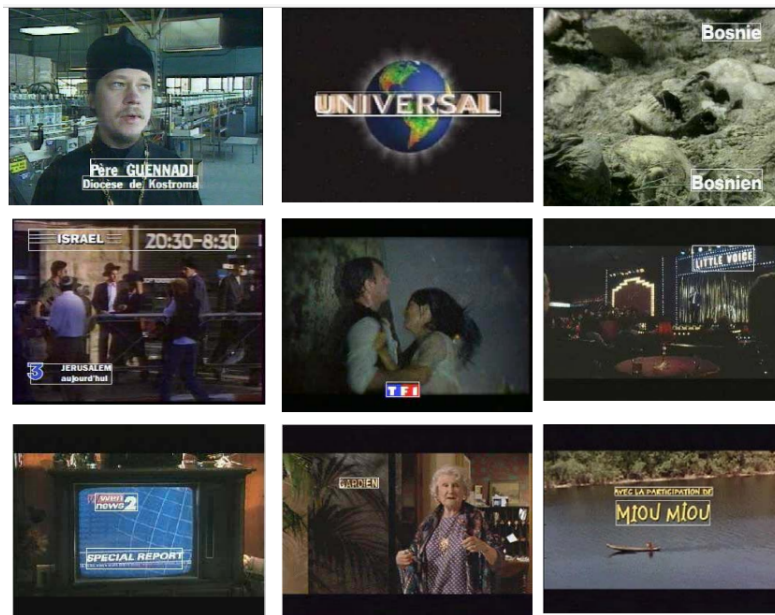 Père GUENNADI
Diocèse de Kostroma
UNIVERSAL
Bosnie
Bosnien
ISRAEL
20:30-8:30
3
JERUSALEM
aujourd'hui
TF1
LITTLE VOICE
wen
news 2
SPECIAL REPORT
GARDIEN
AVEC LA PARTICIPATION DE
MIOU MIOU